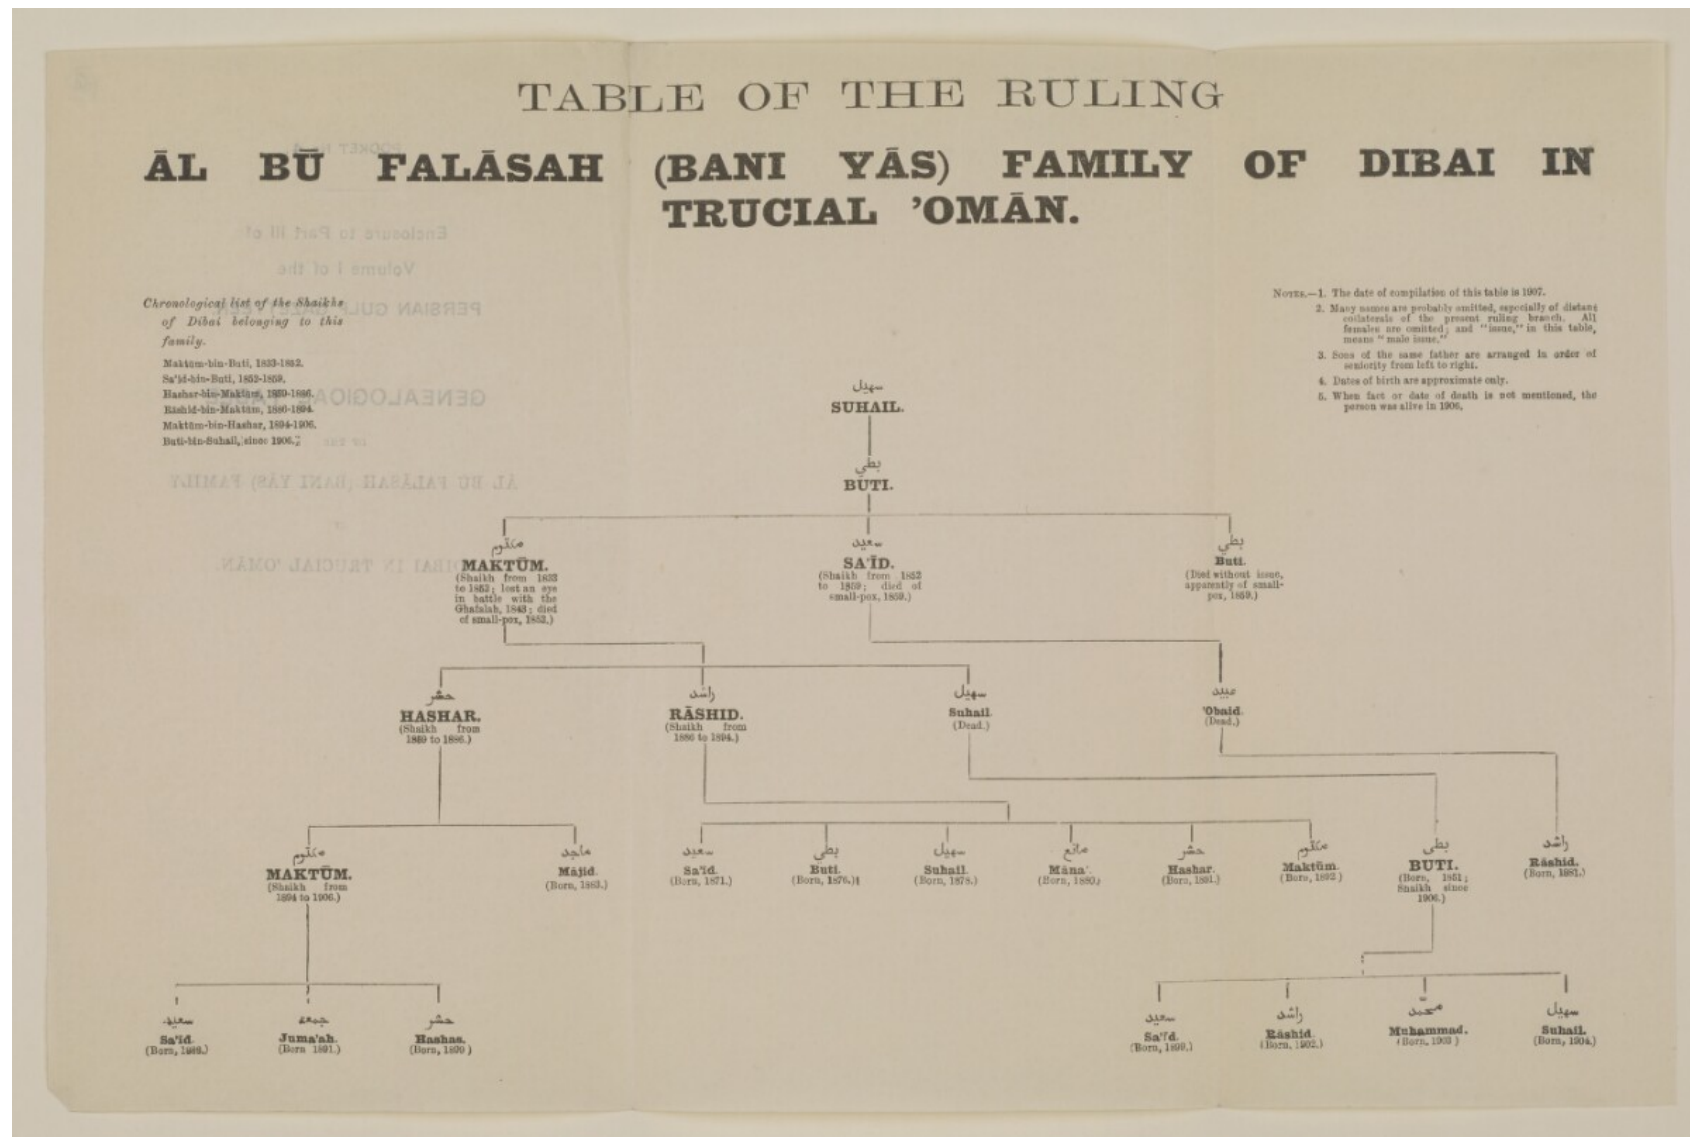 TABLE OF THE RULING
ĀL BŪ FALĀSAH (BANI YĀS) FAMILY OF DIBAI IN
TRUCIAL 'OMĀN.
Chronological list of the Shaikhs
of Dibai belonging to this
family.
Maktūm-bin-Buti, 1833-1852.
Sa'īd-bin-Buti, 1852-1859.
Hashar-bin-Maktūm, 1859-1886.
Rāshid-bin-Maktūm, 1886-1894.
Maktūm-bin-Hashar, 1894-1906.
Buti-bin-Suhail, since 1906.
NOTES.—1. The date of compilation of this table is 1907.
2. Many names are probably omitted, especially of distant
collaterals of the present ruling branch. All
females are omitted; and "issue," in this table,
means "male issue."
3. Sons of the same father are arranged in order of
seniority from left to right.
4. Dates of birth are approximate only.
5. When fact or date of death is not mentioned, the
person was alive in 1906.
سهيل
SUHAIL.
بطي
BUTI.
مكتوم
MAKTŪM.
(Shaikh from 1833
to 1852; lost an eye
in battle with the
Ghafalah, 1843; died
of small-pox, 1852.)
سعيد
SA'ĪD.
(Shaikh from 1852
to 1859; died of
small-pox, 1859.)
بطي
Buti.
(Died without issue,
apparently of small-
pox, 1859.)
حشر
HASHAR.
(Shaikh from
1859 to 1886.)
راشد
RĀSHID.
(Shaikh from
1886 to 1894.)
سهيل
Suhail.
(Dead.)
عبيد
'Obaid.
(Dead.)
مكتوم
MAKTŪM.
(Shaikh from
1894 to 1906.)
ماجد
Mājid.
(Born, 1883.)
سعيد
Sa'īd.
(Born, 1871.)
بطي
Buti.
(Born, 1876.)
سهيل
Suhail.
(Born, 1878.)
مانع
Māna'.
(Born, 1880.)
حشر
Hashar.
(Born, 1891.)
مكتوم
Maktūm.
(Born, 1892.)
بطي
BUTI.
(Born, 1851;
Shaikh since
1906.)
راشد
Rāshid.
(Born, 1881.)
سعيد
Sa'īd.
(Born,
جمعة
Juma'ah.
(Born 1891.)
حشر
Hashar.
(Born, 1899)
سعيد
Sa'īd.
(Born, 1899.)
راشد
Rāshid.
(Born, 1902.)
محمد
Muhammad.
(Born, 1903)
سهيل
Suhail.
(Born, 1904.)